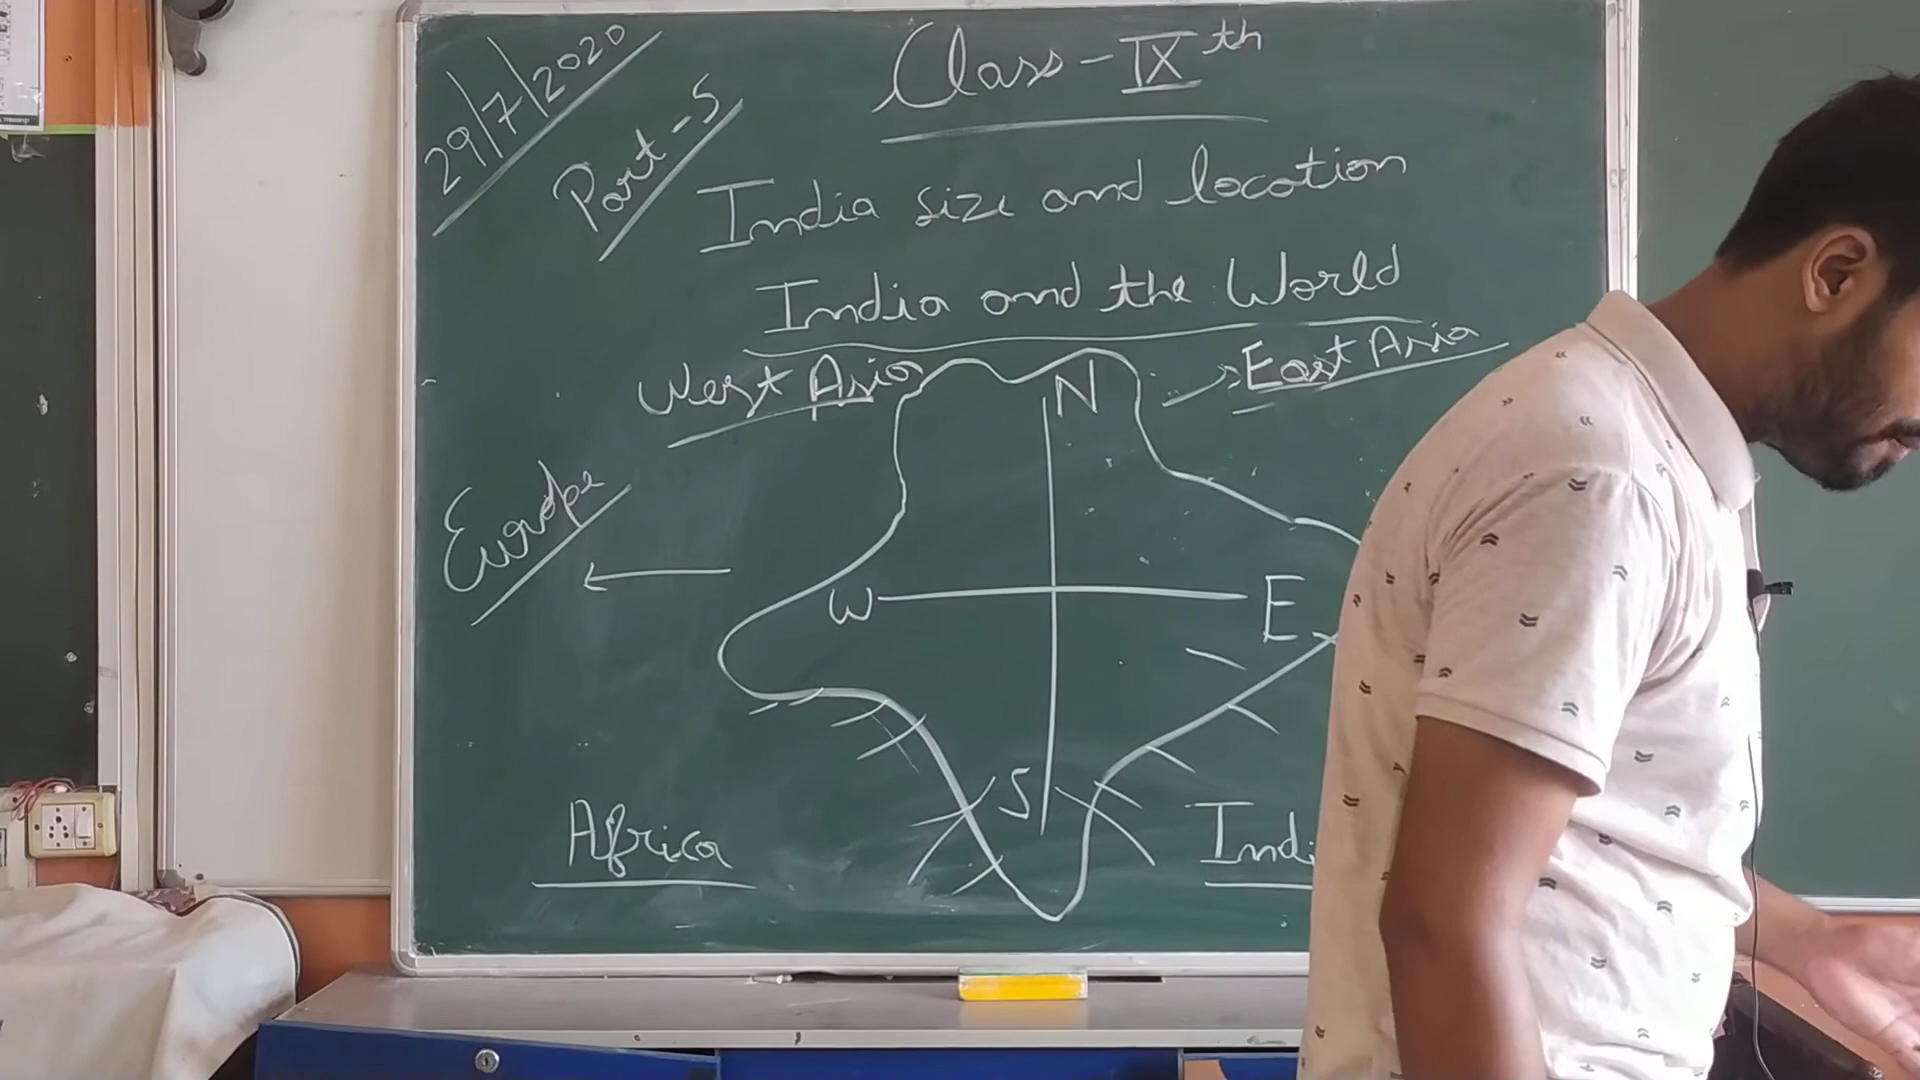 29/7/2020
Part-5
Class-IXth
India size and location
India and the World
West Asia
East Asia
N
Europe
W
E
S
Africa
Indi